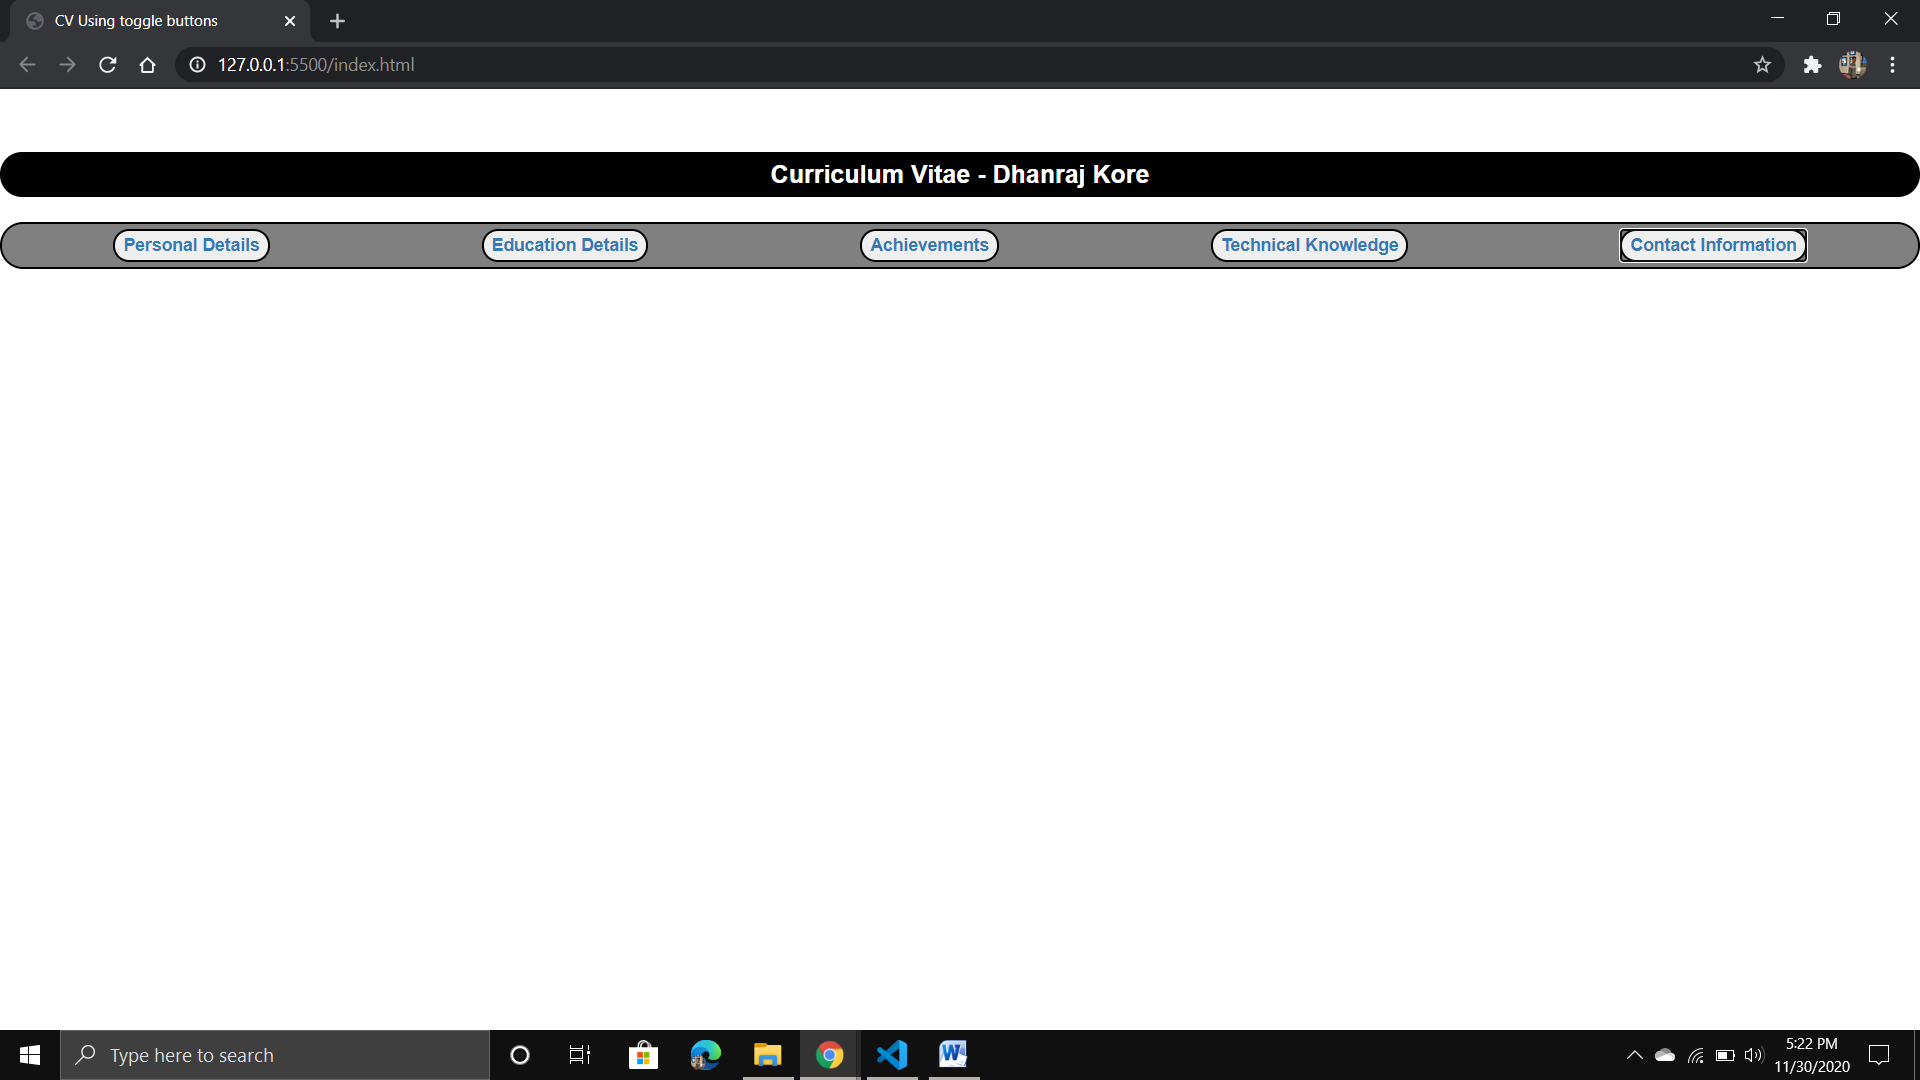 CV Using toggle buttons
127.0.0.1:5500/index.html
Curriculum Vitae - Dhanraj Kore
Personal Details Education Details Achievements Technical Knowledge Contact Information
Type here to search
W
5:22 PM
11/30/2020